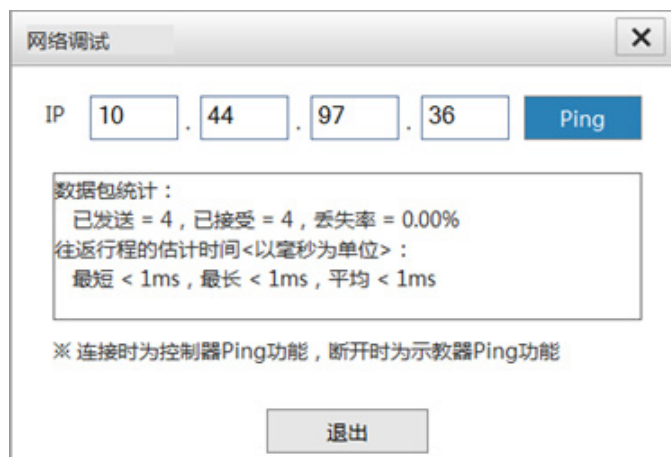 网络调试
IP 10 . 44 . 97 . 36 Ping
数据包统计：
已发送 = 4，已接受 = 4，丢失率 = 0.00%
往返行程的估计时间<以毫秒为单位>：
最短 < 1ms，最长 < 1ms，平均 < 1ms
※ 连接时为控制器Ping功能，断开时为示教器Ping功能
退出